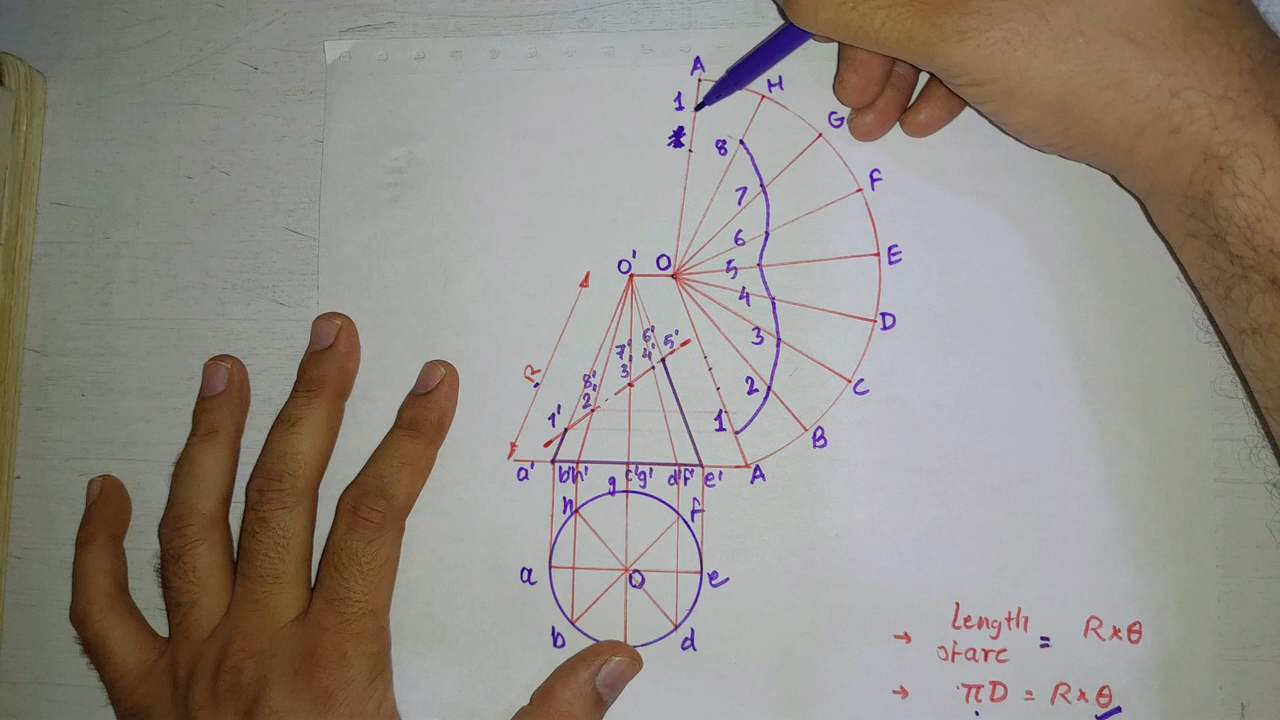 A
H
1
G
8
F
7
6
E
5
O' O
4
D
3
6'
7' 4' 5'
3'
R
8'
2'
2
C
1'
1
B
a' b'h' c'g' d'f' e' A
g
h f
a O e
b d
Length
of arc = R×θ
→
→ πD = R×θ